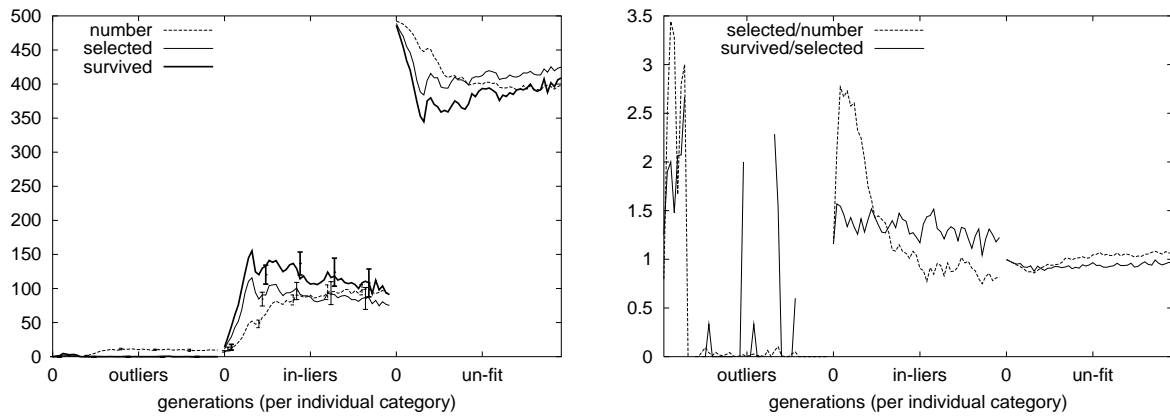 500
450
400
350
300
250
200
150
100
50
0
number
selected
survived
0 outliers 0 in-liers 0 un-fit
generations (per individual category)
3.5
3
2.5
2
1.5
1
0.5
0
selected/number
survived/selected
outliers 0 in-liers 0 un-fit
generations (per individual category)